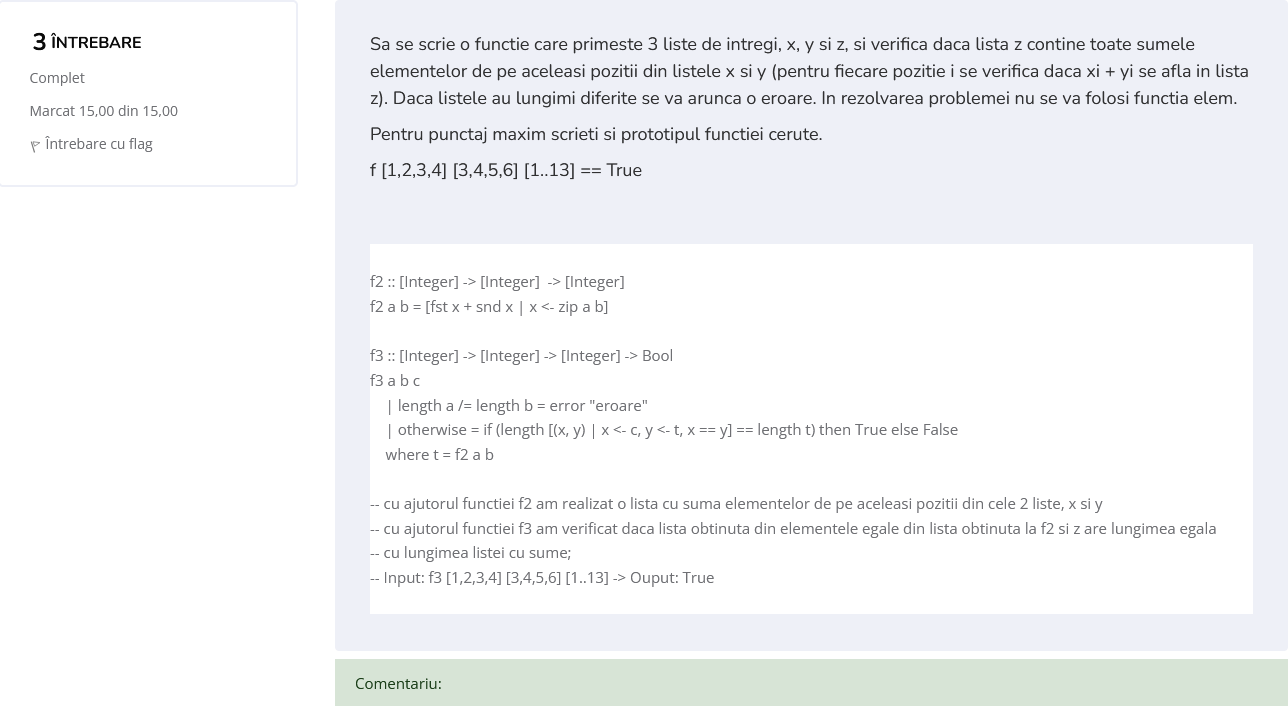 3 ÎNTREBARE
Complet
Marcat 15,00 din 15,00
Întrebare cu flag
Sa se scrie o functie care primeste 3 liste de intregi, x, y si z, si verifica daca lista z contine toate sumele
elementelor de pe aceleasi pozitii din listele x si y (pentru fiecare pozitie i se verifica daca xi + yi se afla in lista
z). Daca listele au lungimi diferite se va arunca o eroare. In rezolvarea problemei nu se va folosi functia elem.
Pentru punctaj maxim scrieti si prototipul functiei cerute.
f [1,2,3,4] [3,4,5,6] [1..13] == True
f2 :: [Integer] -> [Integer]  -> [Integer]
f2 a b = [fst x + snd x | x <- zip a b]
f3 :: [Integer] -> [Integer] -> [Integer] -> Bool
f3 a b c
| length a /= length b = error "eroare"
| otherwise = if (length [(x, y) | x <- c, y <- t, x == y] == length t) then True else False
where t = f2 a b
-- cu ajutorul functiei f2 am realizat o lista cu suma elementelor de pe aceleasi pozitii din cele 2 liste, x si y
-- cu ajutorul functiei f3 am verificat daca lista obtinuta din elementele egale din lista obtinuta la f2 si z are lungimea egala
-- cu lungimea listei cu sume;
-- Input: f3 [1,2,3,4] [3,4,5,6] [1..13] -> Ouput: True
Comentariu: